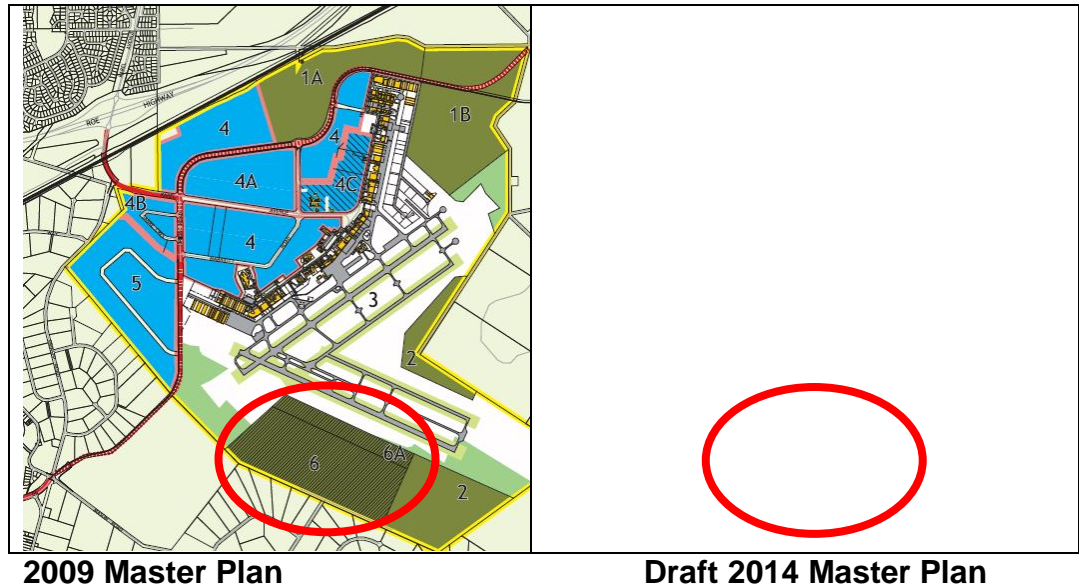 1A
1B
HIGHWAY
ROE
4
4
4A
4C
4B
4
5
3
2
6A
6
2
2009 Master Plan
Draft 2014 Master Plan